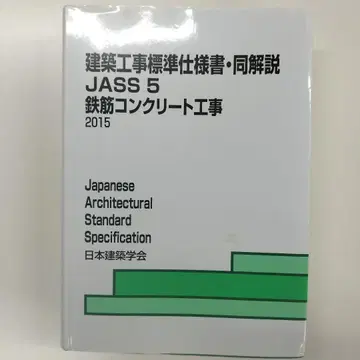 建築工事標準仕様書・同解説
JASS 5
鉄筋コンクリート工事
2015
Japanese
Architectural
Standard
Specification
日本建築学会